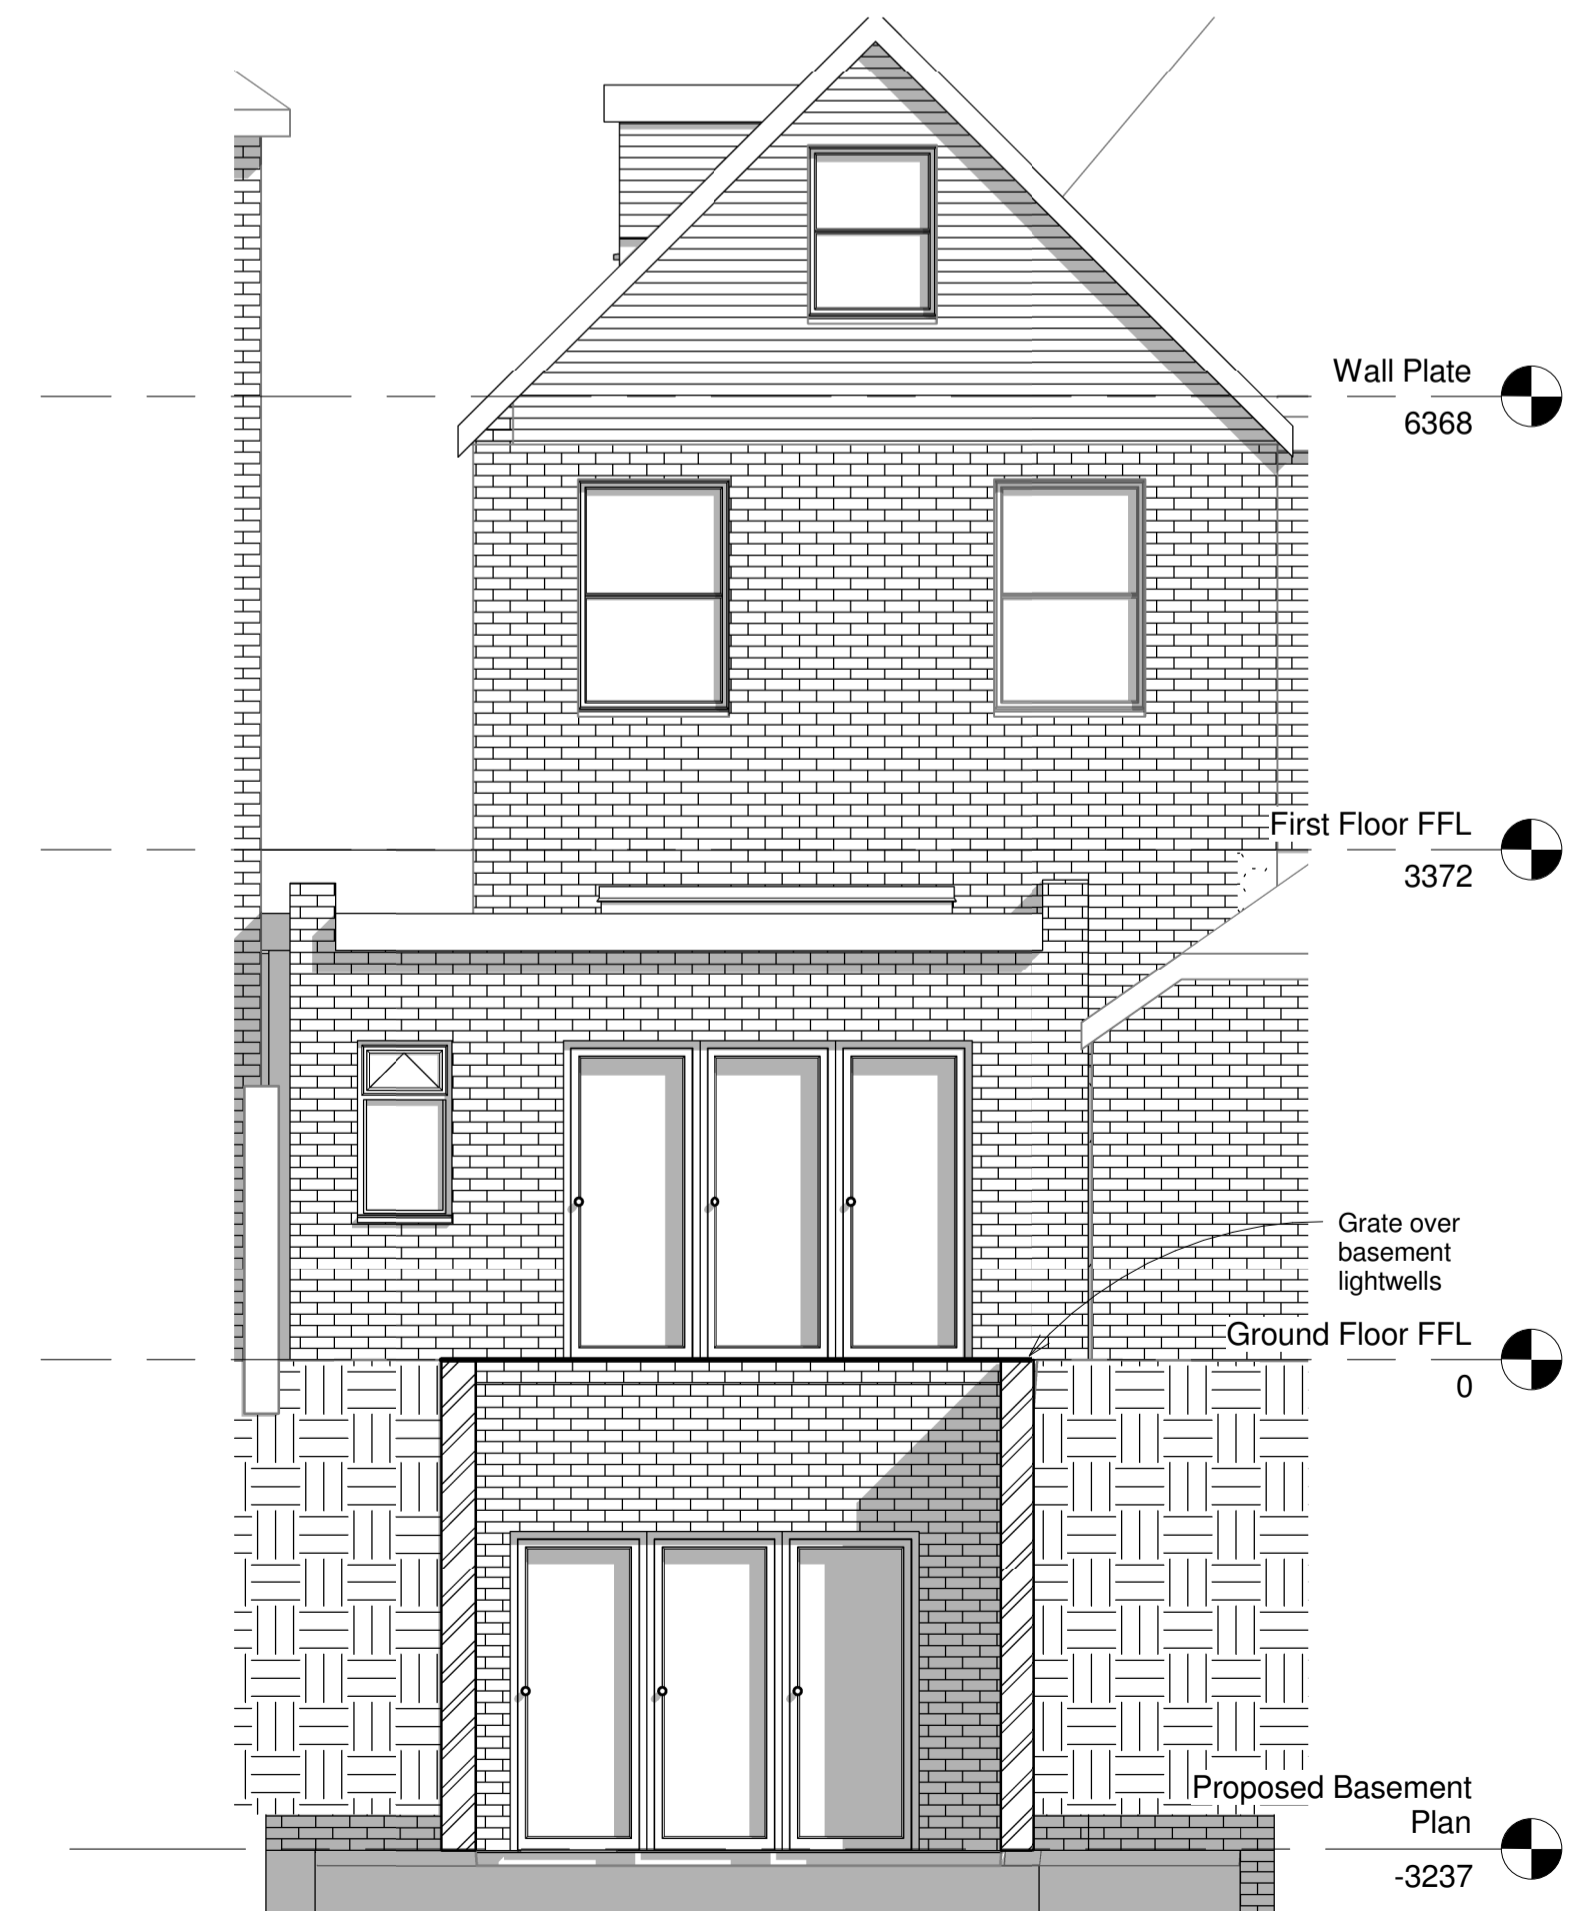 Wall Plate
6368
First Floor FFL
3372
Grate over
basement
lightwells
Ground Floor FFL
0
Proposed Basement
Plan
-3237